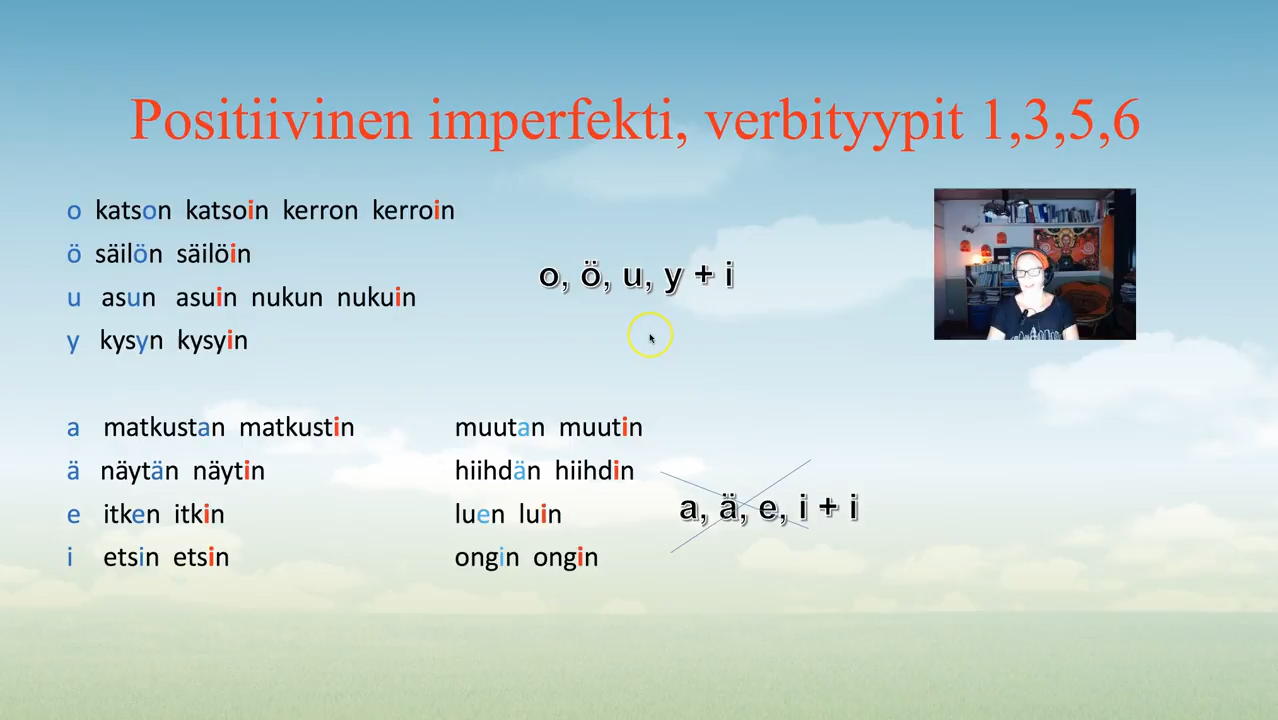 Positiivinen imperfekti, verbityypit 1,3,5,6
o katson katsoin kerron kerroin
ö säilön säilöin
u asun asuin nukun nukuin
y kysyn kysyin
o, ö, u, y + i
a matkustan matkustin muutan muutin
ä näytän näytin hiihdän hiihdin
e itken itkin luen luin
i etsin etsin ongin ongin
a, ä, e, i + i